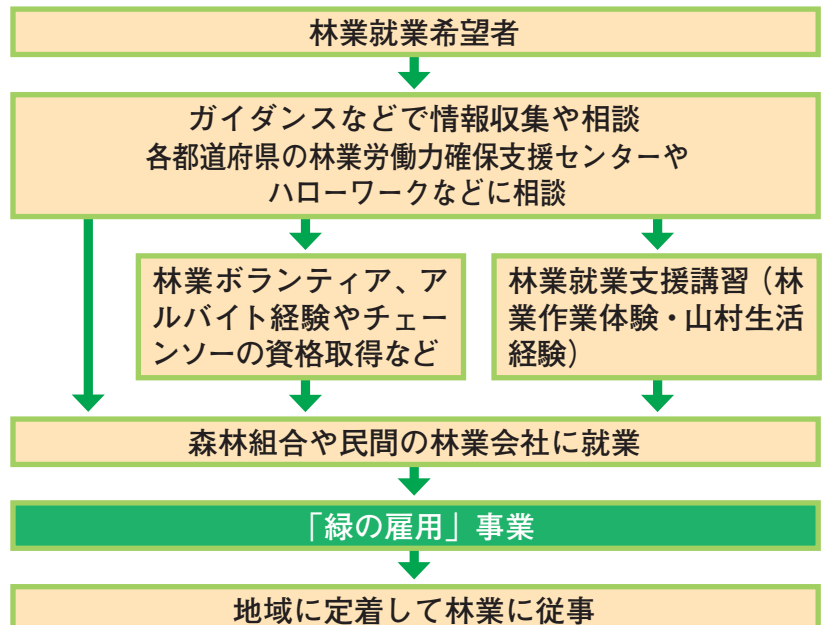 林業就業希望者
ガイダンスなどで情報収集や相談
各都道府県の林業労働力確保支援センターや
ハローワークなどに相談
林業ボランティア、ア
ルバイト経験やチェー
ンソーの資格取得など
林業就業支援講習（林
業作業体験・山村生活
経験）
森林組合や民間の林業会社に就業
「緑の雇用」事業
地域に定着して林業に従事